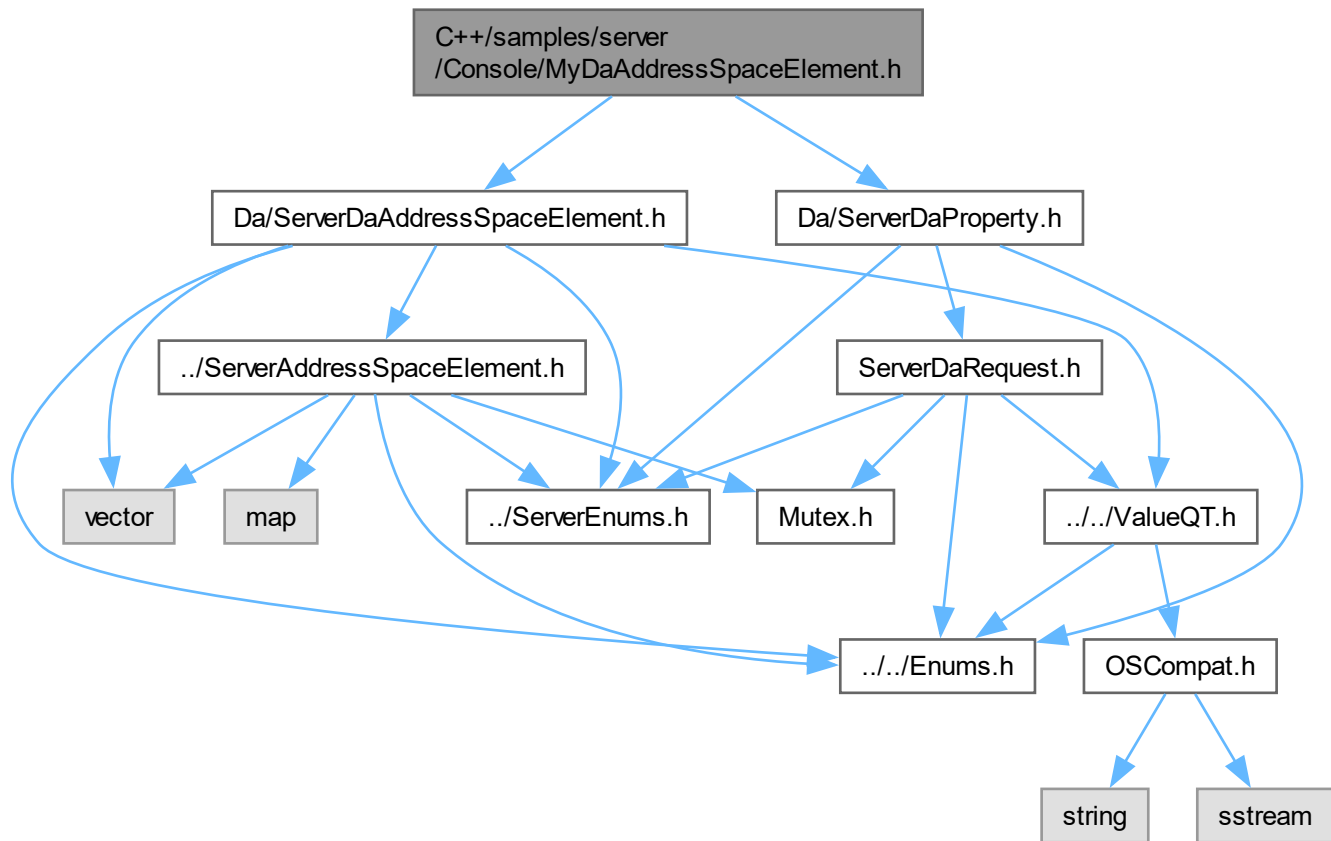 C++/samples/server
/Console/MyDaAddressSpaceElement.h
Da/ServerDaAddressSpaceElement.h
Da/ServerDaProperty.h
../ServerAddressSpaceElement.h
ServerDaRequest.h
vector
map
../ServerEnums.h
Mutex.h
../../ValueQT.h
../../Enums.h
OSCompat.h
string
sstream